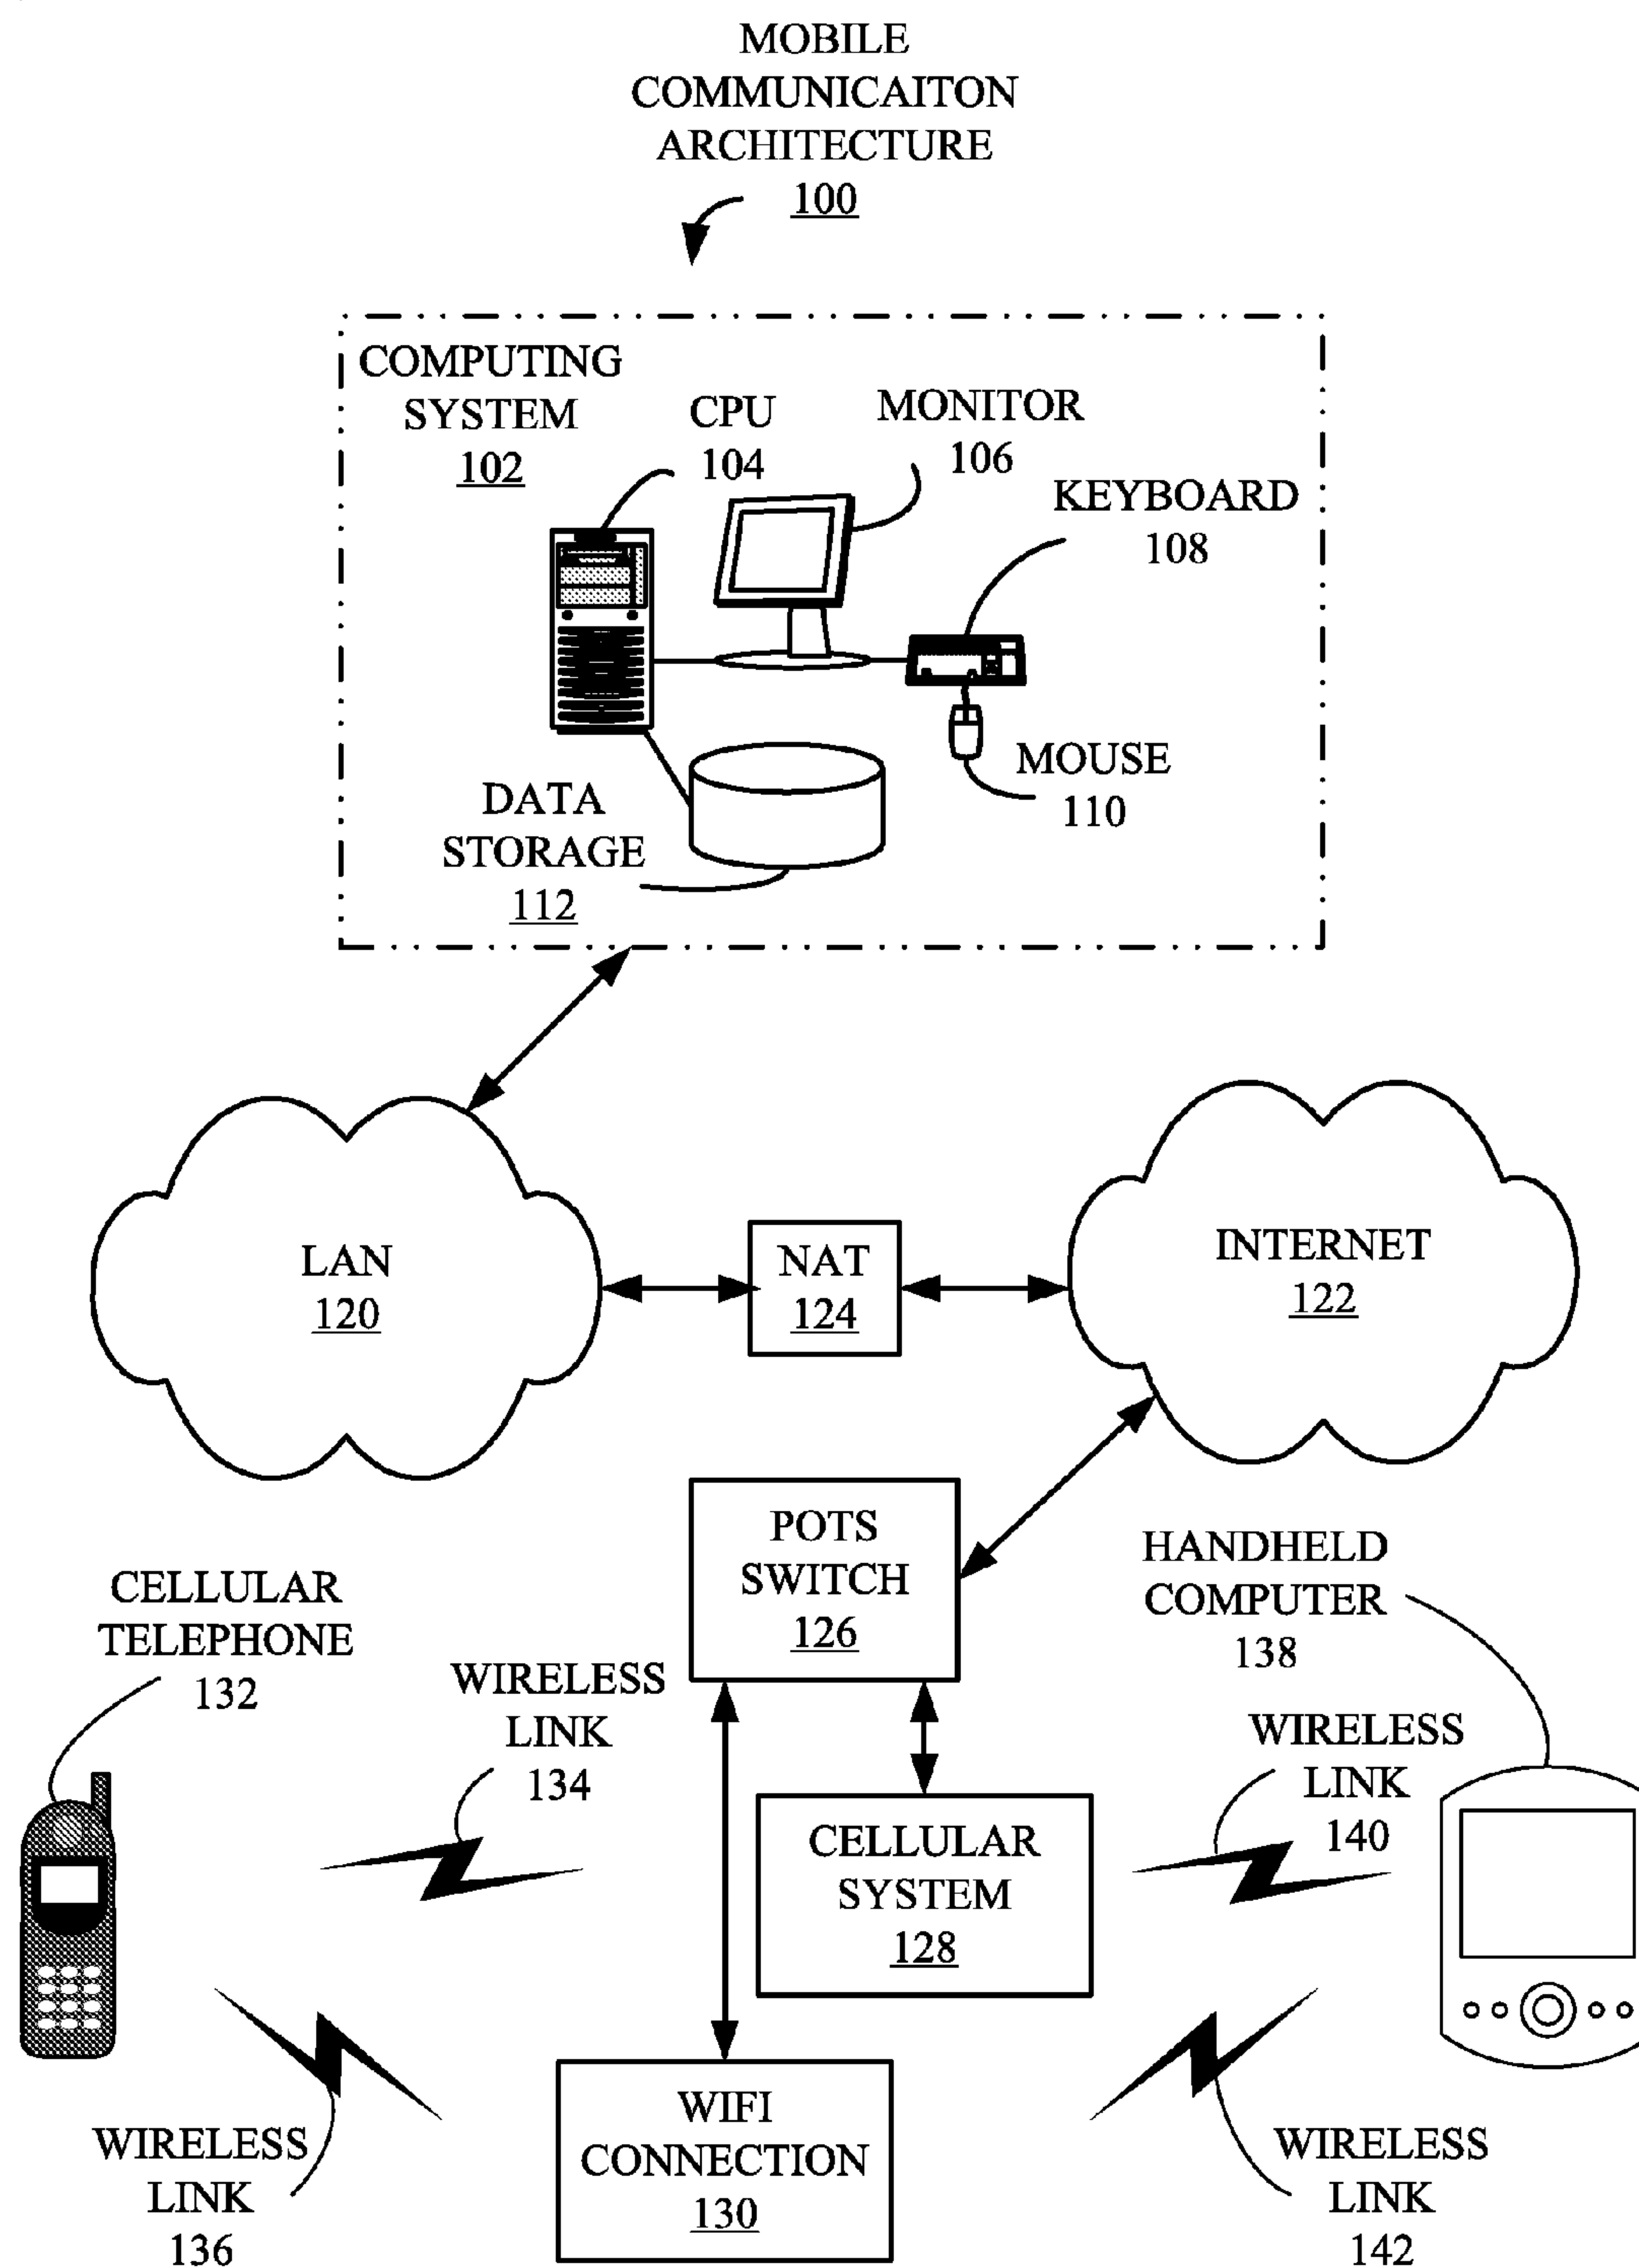 MOBILE
COMMUNICAITON
ARCHITECTURE
100
COMPUTING
SYSTEM
102
CPU
104
MONITOR
106
KEYBOARD
108
MOUSE
110
DATA
STORAGE
112
LAN
120
NAT
124
INTERNET
122
POTS
SWITCH
126
HANDHELD
COMPUTER
138
CELLULAR
TELEPHONE
132
WIRELESS
LINK
134
WIRELESS
LINK
140
CELLULAR
SYSTEM
128
WIFI
CONNECTION
130
WIRELESS
LINK
136
WIRELESS
LINK
142